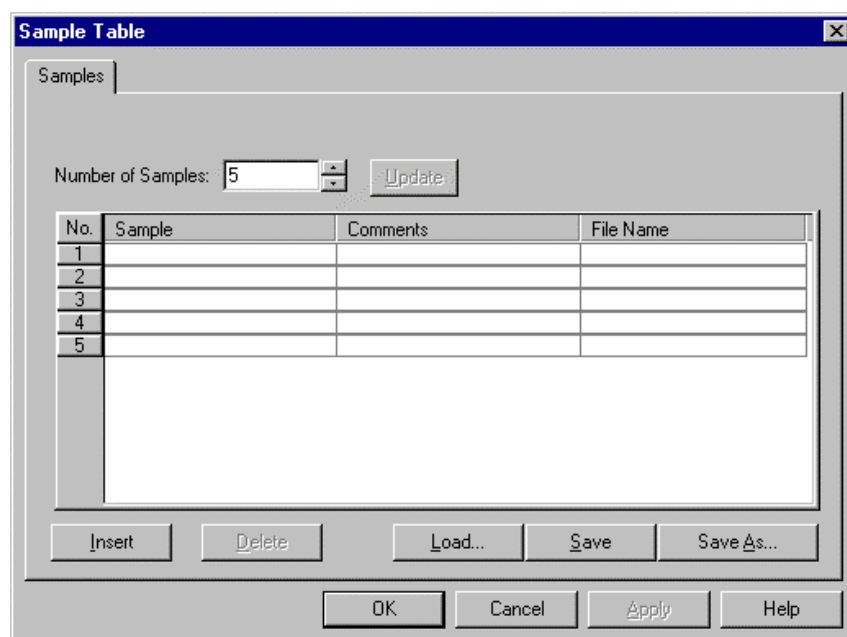 Sample Table
Samples
Number of Samples: 5 Update
No. Sample Comments File Name
1
2
3
4
5
Insert Delete Load... Save Save As...
OK Cancel Apply Help